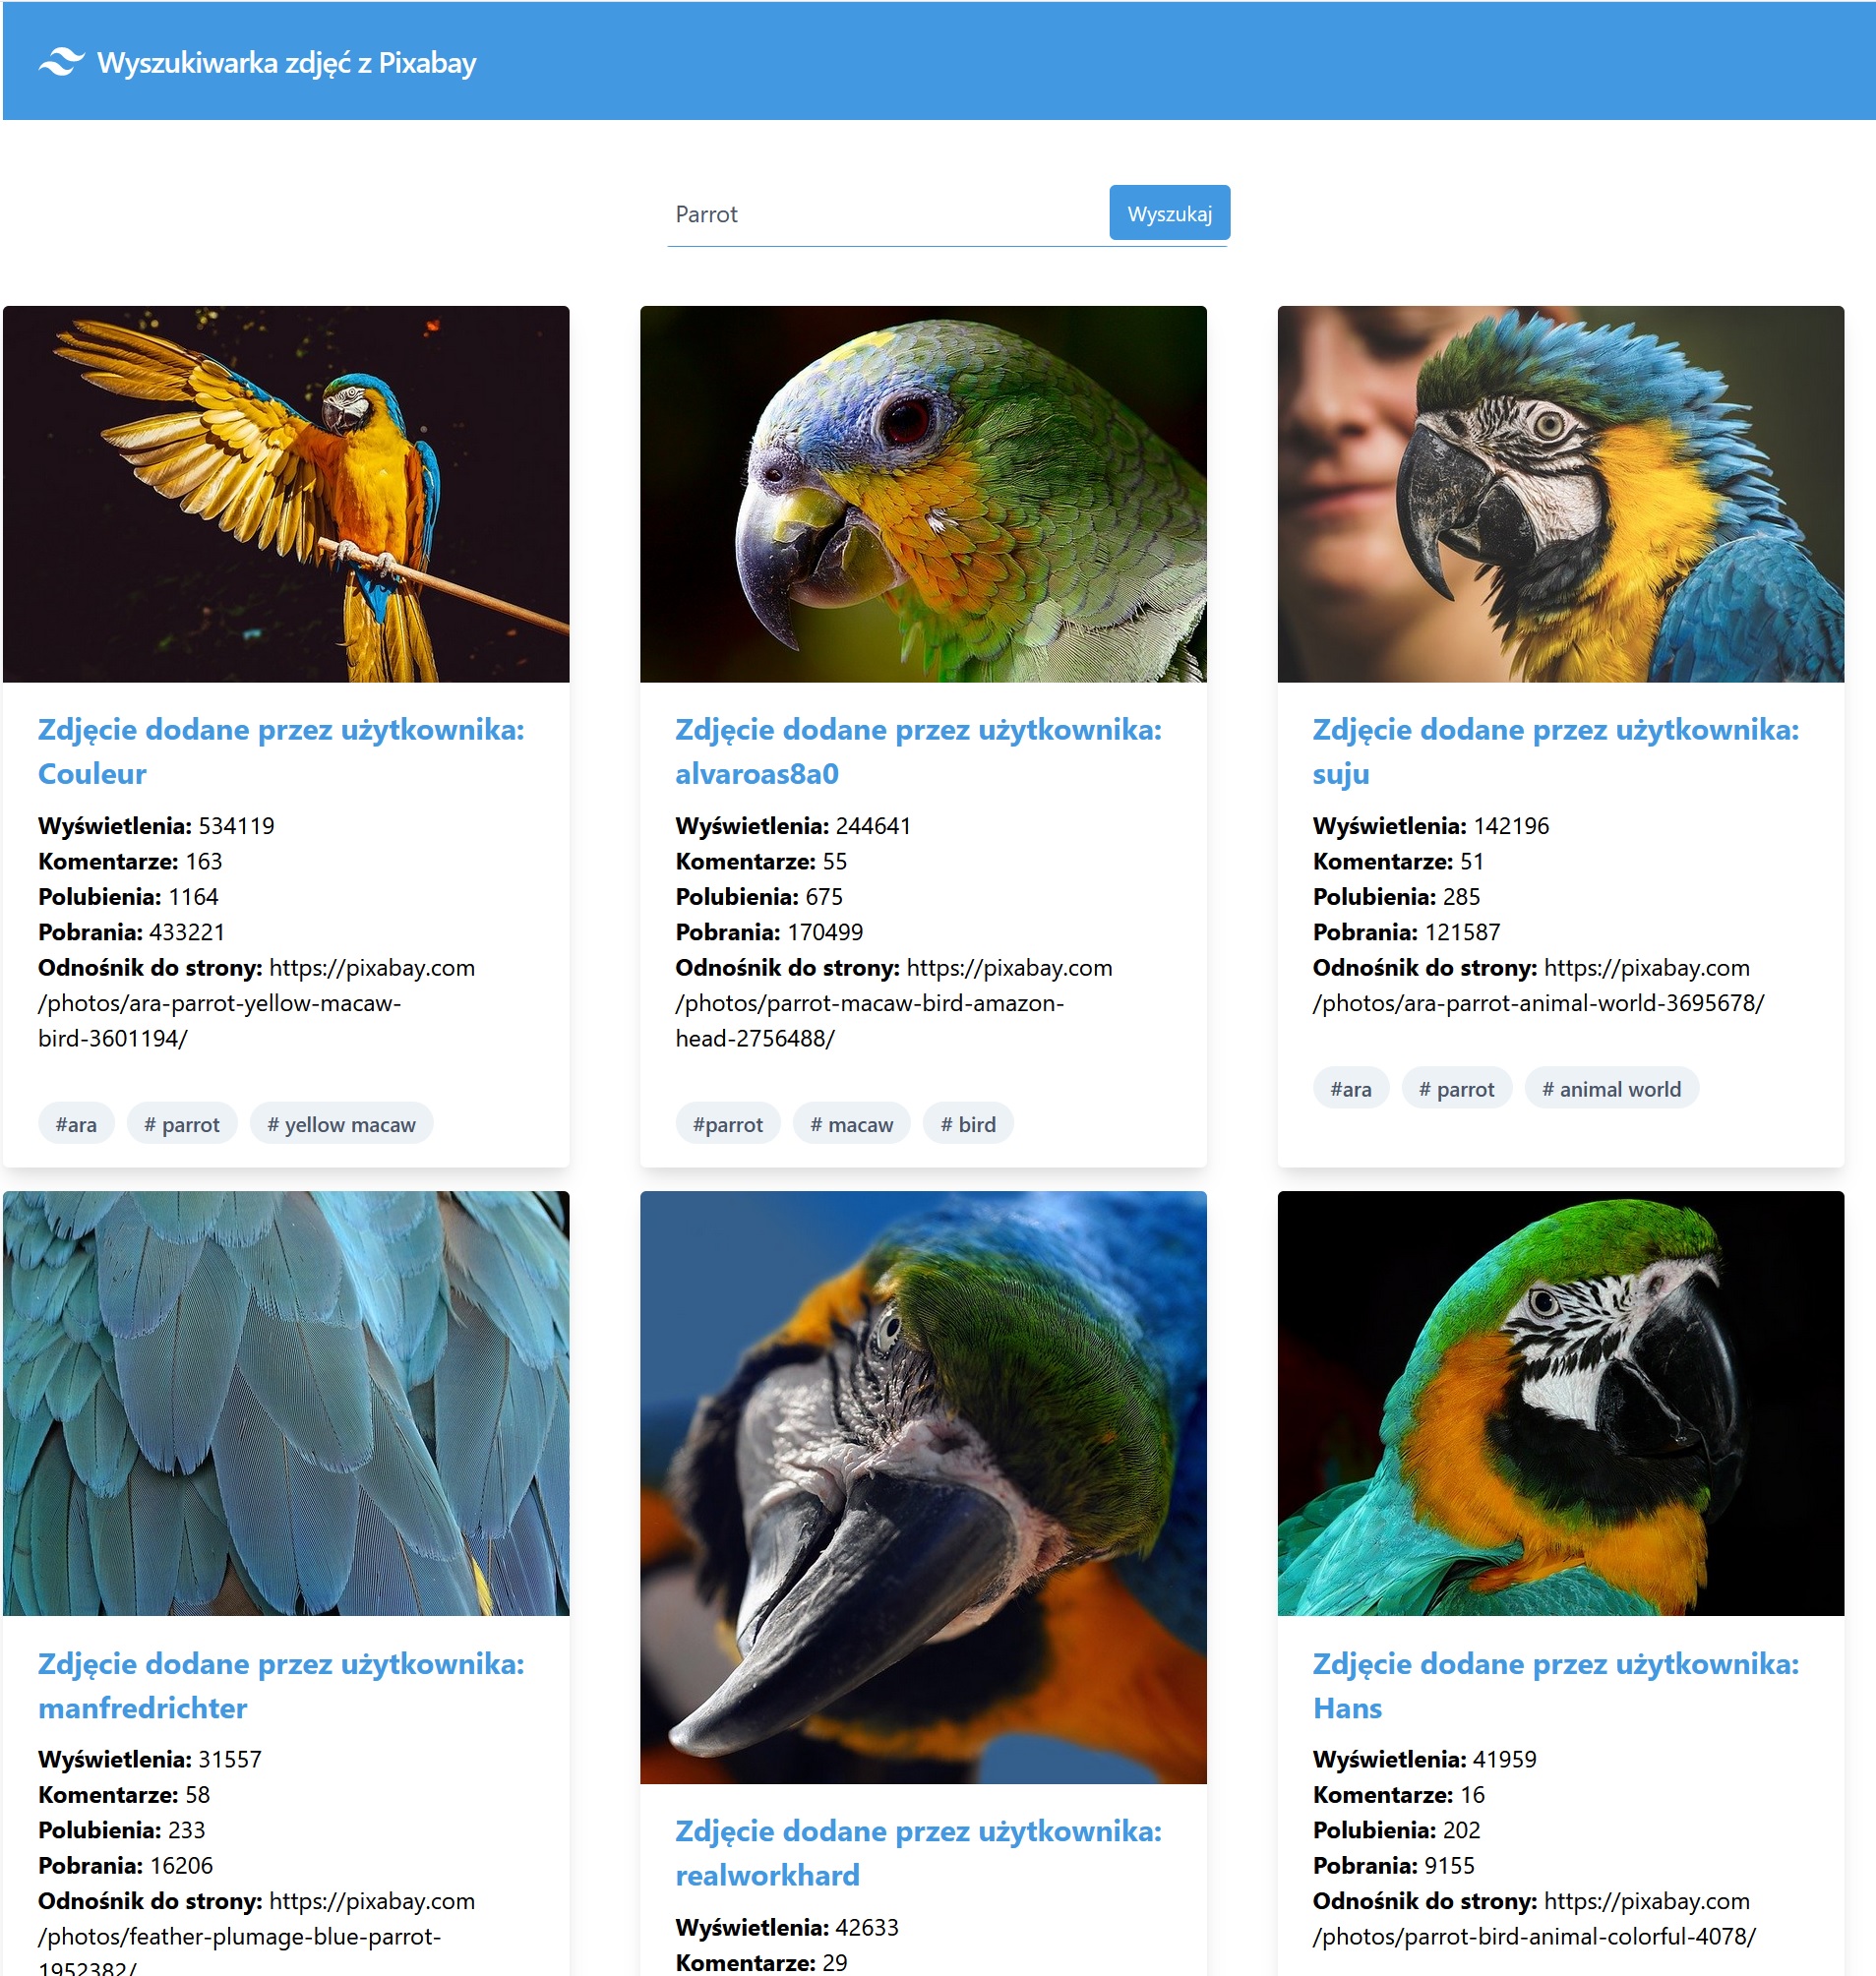 Wyszukiwarka zdjęć z Pixabay
Parrot
Wyszukaj
Zdjęcie dodane przez użytkownika:
Couleur
Wyświetlenia: 534119
Komentarze: 163
Polubienia: 1164
Pobrania: 433221
Odnośnik do strony: https://pixabay.com
/photos/ara-parrot-yellow-macaw-
bird-3601194/
#ara # parrot # yellow macaw
Zdjęcie dodane przez użytkownika:
alvaroas8a0
Wyświetlenia: 244641
Komentarze: 55
Polubienia: 675
Pobrania: 170499
Odnośnik do strony: https://pixabay.com
/photos/parrot-macaw-bird-amazon-
head-2756488/
#parrot # macaw # bird
Zdjęcie dodane przez użytkownika:
suju
Wyświetlenia: 142196
Komentarze: 51
Polubienia: 285
Pobrania: 121587
Odnośnik do strony: https://pixabay.com
/photos/ara-parrot-animal-world-3695678/
#ara # parrot # animal world
Zdjęcie dodane przez użytkownika:
manfredrichter
Wyświetlenia: 31557
Komentarze: 58
Polubienia: 233
Pobrania: 16206
Odnośnik do strony: https://pixabay.com
/photos/feather-plumage-blue-parrot-
1952382/
Zdjęcie dodane przez użytkownika:
realworkhard
Wyświetlenia: 42633
Komentarze: 29
Zdjęcie dodane przez użytkownika:
Hans
Wyświetlenia: 41959
Komentarze: 16
Polubienia: 202
Pobrania: 9155
Odnośnik do strony: https://pixabay.com
/photos/parrot-bird-animal-colorful-4078/